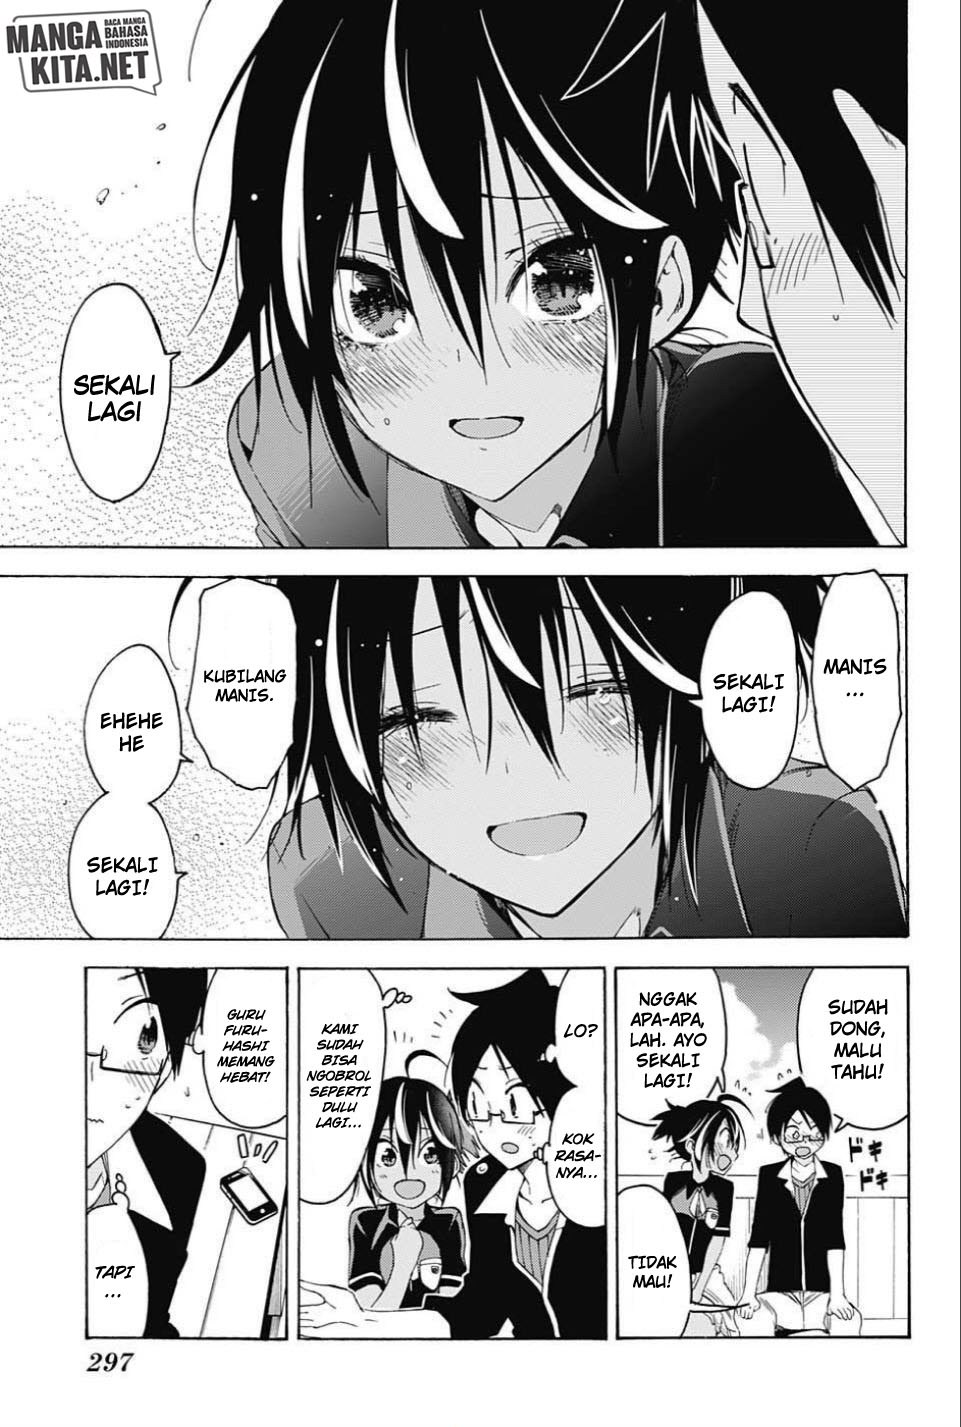 MANGA
KITA.NET
BACA MANGA
BAHASA
INDONESIA
SEKALI
LAGI
MANIS
...
SEKALI
LAGI!
KUBILANG
MANIS.
EHEHE
HE
SEKALI
LAGI!
SUDAH
DONG,
MALU
TAHU!
NGGAK
APA-APA,
LAH. AYO
SEKALI
LAGI!
ドキ
ドキ
TIDAK
MAU!
LO?
KOK
RASA-
NYA...
KAMI
SUDAH
BISA
NGOBROL
SEPERTI
DULU
LAGI...
GURU
FURU-
HASHI
MEMANG
HEBAT!
TAPI
...
297